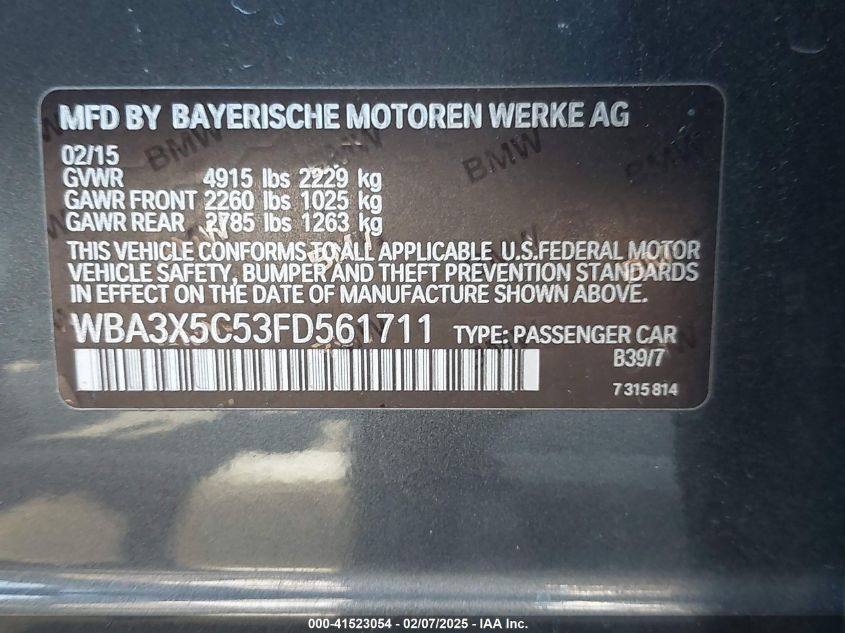 MFD BY BAYERISCHE MOTOREN WERKE AG
02/15
GVWR 4915 lbs 2229 kg
GAWR FRONT 2260 lbs 1025 kg
GAWR REAR 2785 lbs 1263 kg
THIS VEHICLE CONFORMS TO ALL APPLICABLE U.S.FEDERAL MOTOR
VEHICLE SAFETY, BUMPER AND THEFT PREVENTION STANDARDS
IN EFFECT ON THE DATE OF MANUFACTURE SHOWN ABOVE.
WBA3X5C53FD561711 TYPE: PASSENGER CAR
B39/7
7 315 814
BMW
BMW
BMW
000-41523054 - 02/07/2025 - IAA Inc.